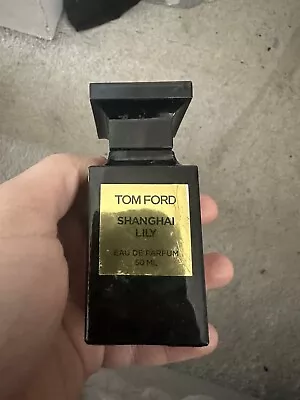 TOM FORD
SHANGHAI
LILY
EAU DE PARFUM
50 ML